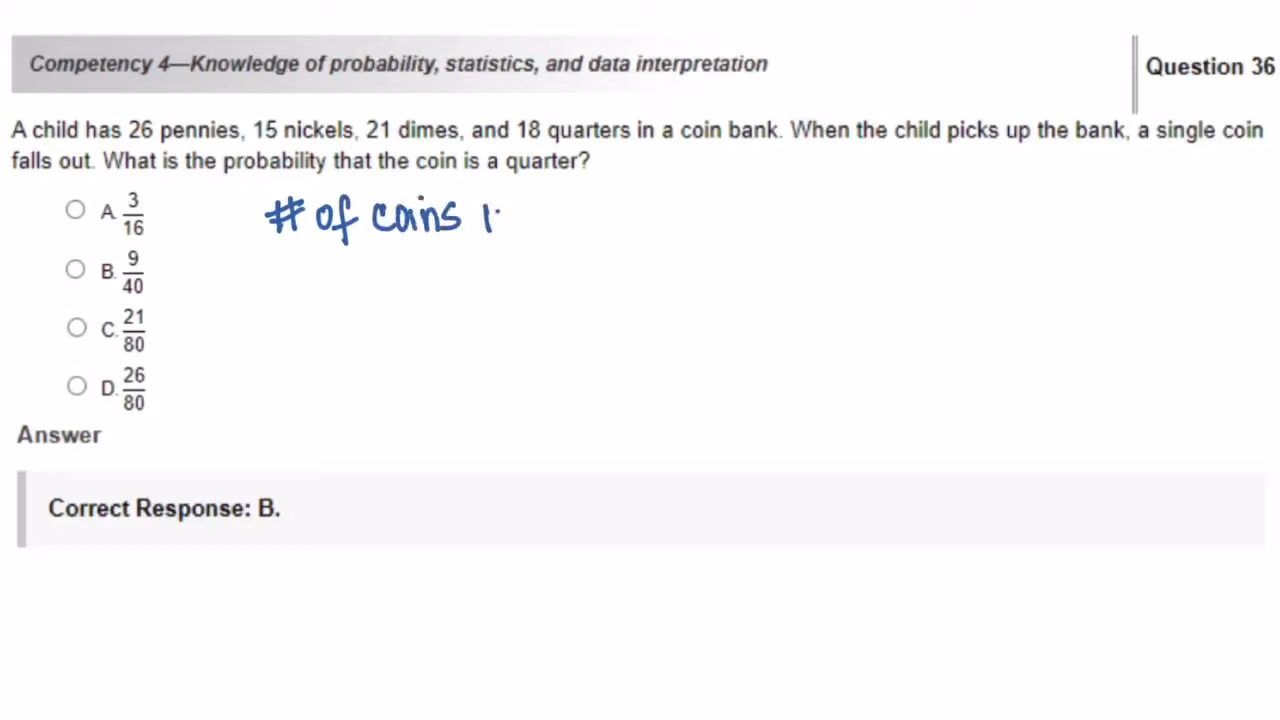 Competency 4—Knowledge of probability, statistics, and data interpretation
Question 36
A child has 26 pennies, 15 nickels, 21 dimes, and 18 quarters in a coin bank. When the child picks up the bank, a single coin
falls out. What is the probability that the coin is a quarter?
# of coins
A. 3/16
B. 9/40
C. 21/80
D. 26/80
Answer
Correct Response: B.